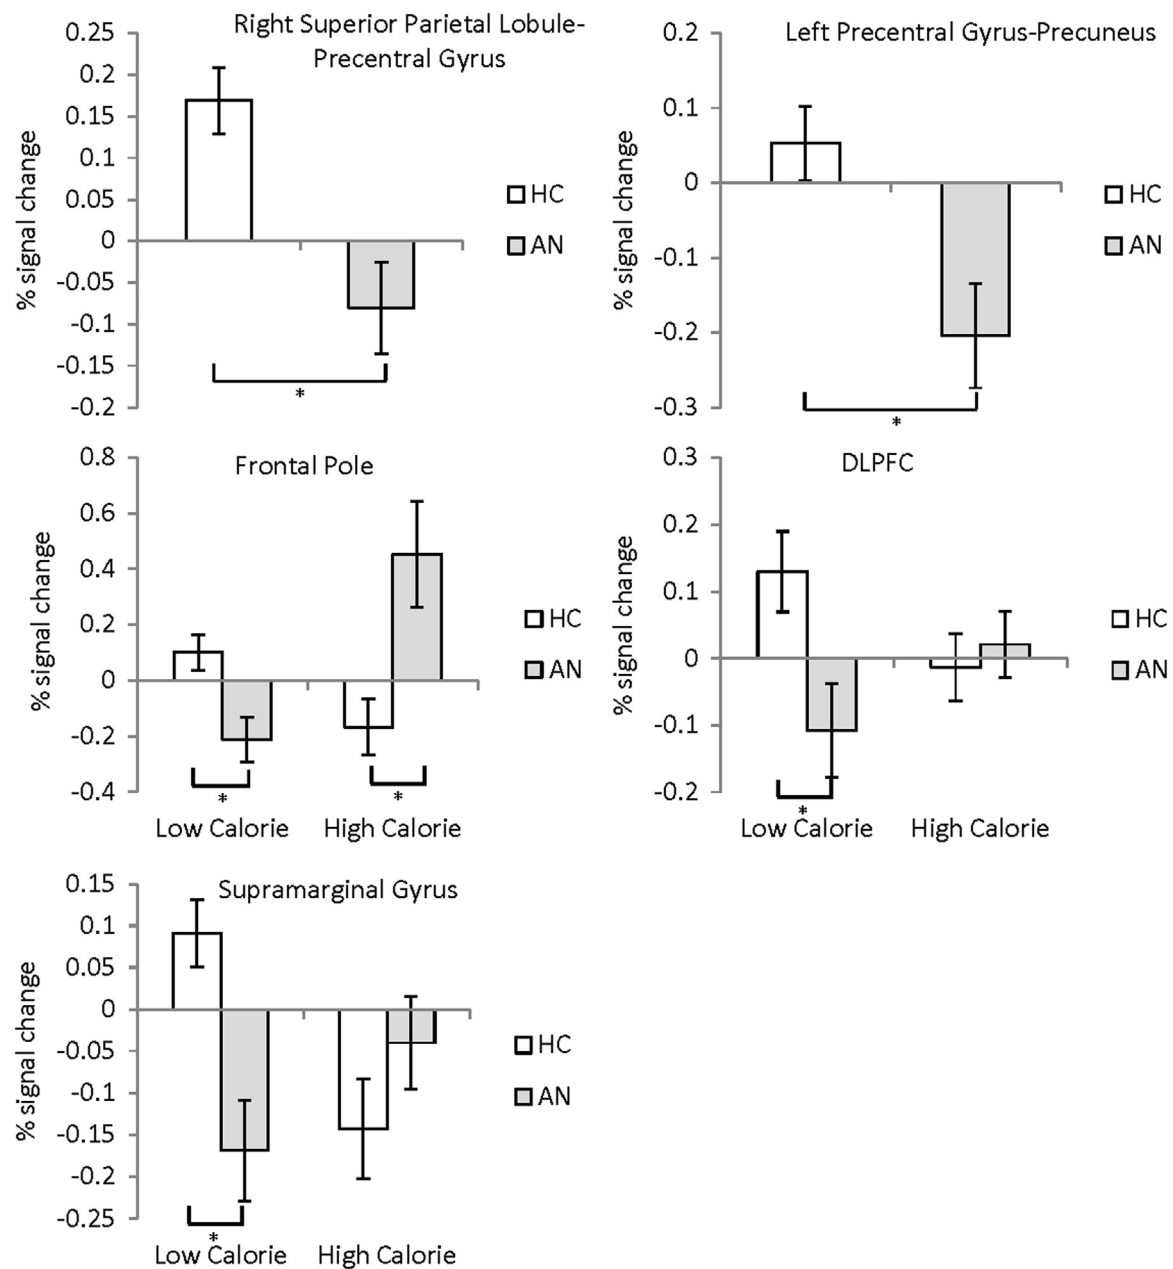 Right Superior Parietal Lobule-
Precentral Gyrus
% signal change
0.25
0.2
0.15
0.1
0.05
0
-0.05
-0.1
-0.15
-0.2
*
HC
AN
Left Precentral Gyrus-Precuneus
% signal change
0.2
0.1
0
-0.1
-0.2
-0.3
*
HC
AN
Frontal Pole
% signal change
0.8
0.6
0.4
0.2
0
-0.2
-0.4
*
*
Low Calorie
High Calorie
HC
AN
DLPFC
% signal change
0.3
0.2
0.1
0
-0.1
-0.2
*
Low Calorie
High Calorie
HC
AN
Supramarginal Gyrus
% signal change
0.15
0.1
0.05
0
-0.05
-0.1
-0.15
-0.2
-0.25
*
Low Calorie
High Calorie
HC
AN